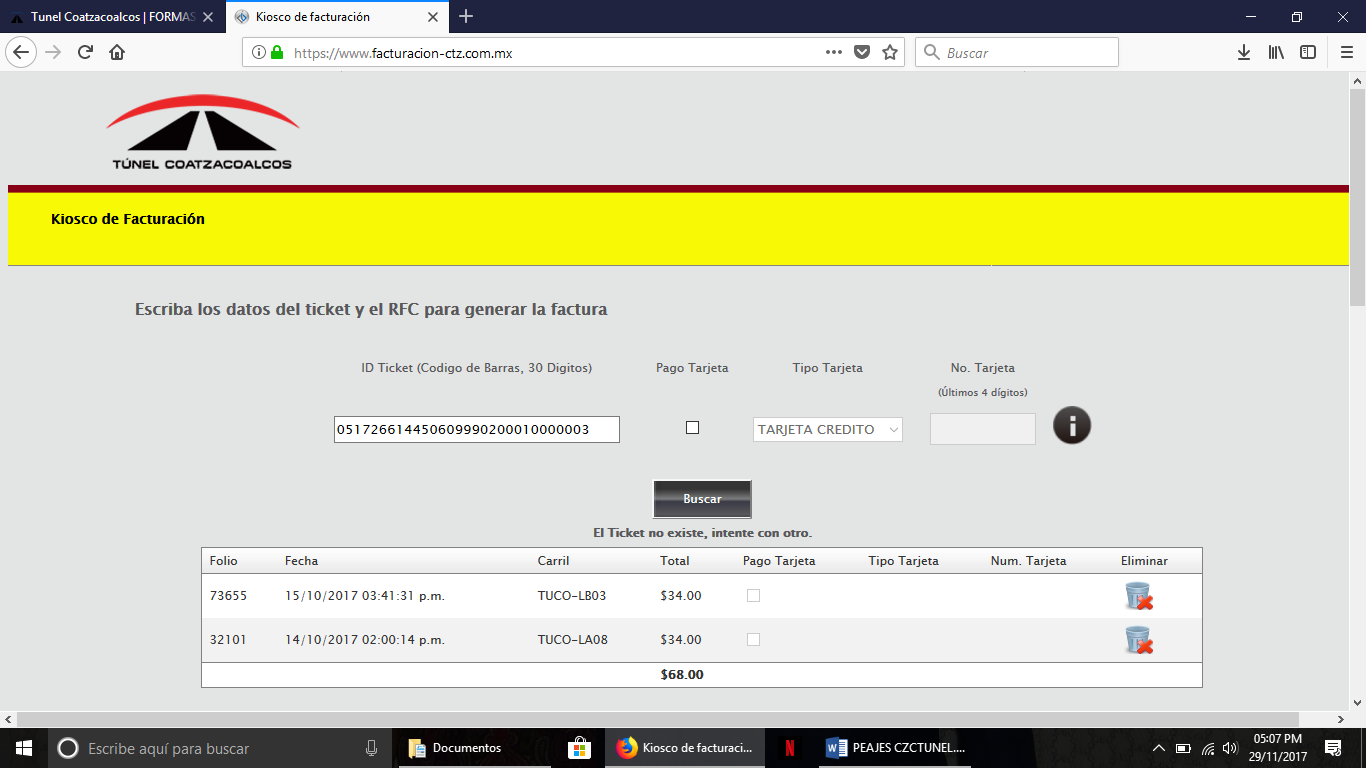 Tunel Coatzacoalcos | FORMAS
Kiosco de facturación
https://www.facturacion-ctz.com.mx
Buscar
TÚNEL COATZACOALCOS
Kiosco de Facturación
Escriba los datos del ticket y el RFC para generar la factura
ID Ticket (Codigo de Barras, 30 Digitos) Pago Tarjeta Tipo Tarjeta No. Tarjeta
(Últimos 4 dígitos)
051726614450609990200010000003 TARJETA CREDITO
Buscar
El Ticket no existe, intente con otro.
Folio Fecha Carril Total Pago Tarjeta Tipo Tarjeta Num. Tarjeta Eliminar
73655 15/10/2017 03:41:31 p.m. TUCO-LB03 $34.00
32101 14/10/2017 02:00:14 p.m. TUCO-LA08 $34.00
$68.00
Escribe aquí para buscar
Documentos
Kiosco de facturaci...
N
PEAJES CZCTUNEL....
05:07 PM
29/11/2017